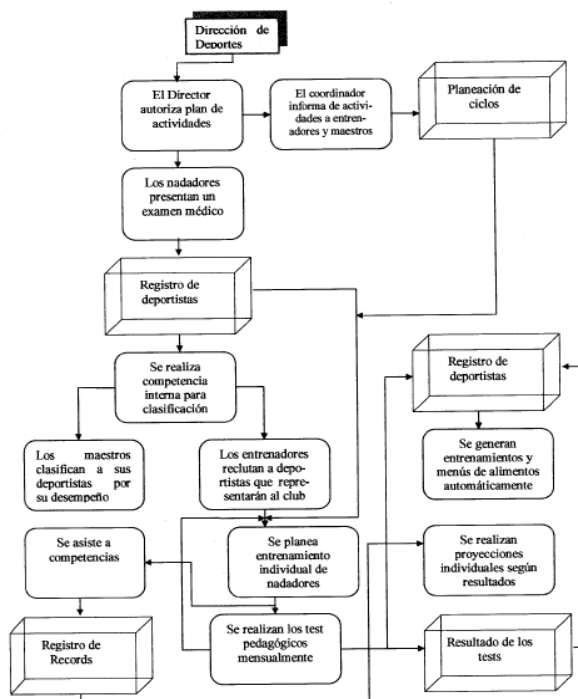 Dirección de
Deportes
El Director
autoriza plan de
actividades
El coordinador
informa de activi-
dades a entrena-
dores y maestros
Planeación de
ciclos
Los nadadores
presentan un
examen médico
Registro de
deportistas
Se realiza
competencia
interna para
clasificación
Registro de
deportistas
Los maestros
clasifican a sus
deportistas por
su desempeño
Los entrenadores
reclutan a depor-
tistas que repre-
sentarán al club
Se generan
entrenamientos y
menús de alimentos
automáticamente
Se asiste a
competencias
Se planea
entrenamiento
individual de
nadadores
Se realizan
proyecciones
individuales según
resultados
Registro de
Records
Se realizan los test
pedagógicos
mensualmente
Resultado de los
tests